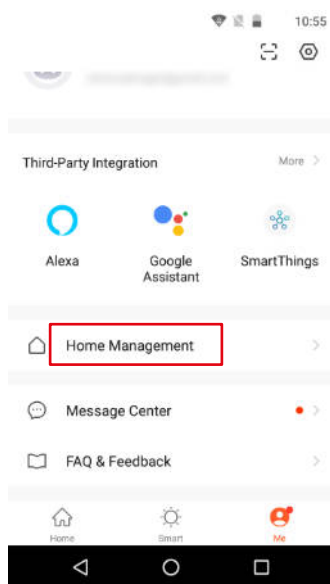 10:55
Third-Party Integration More >
Alexa Google Assistant SmartThings
Home Management
Message Center
FAQ & Feedback
Home Smart Me